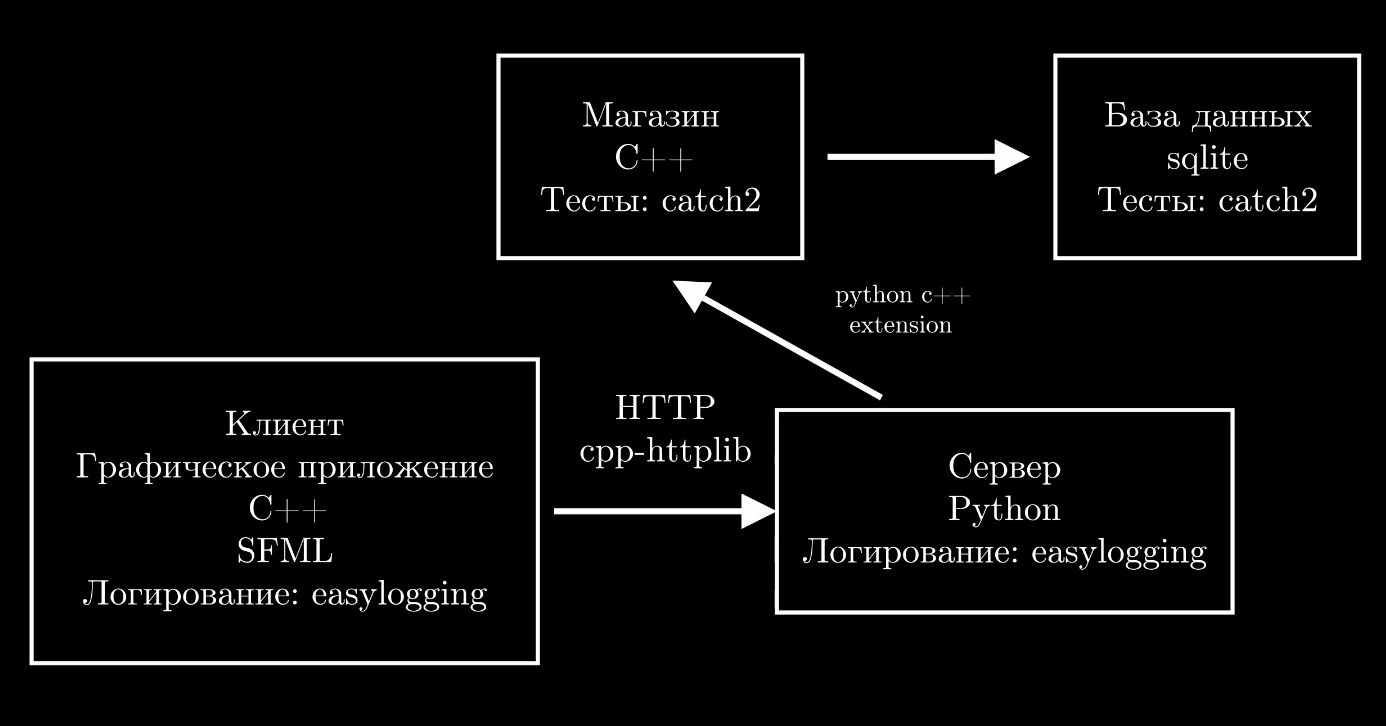 Магазин
C++
Тесты: catch2
База данных
sqlite
Тесты: catch2
python c++
extension
Клиент
Графическое приложение
C++
SFML
Логирование: easylogging
HTTP
cpp-httplib
Сервер
Python
Логирование: easylogging